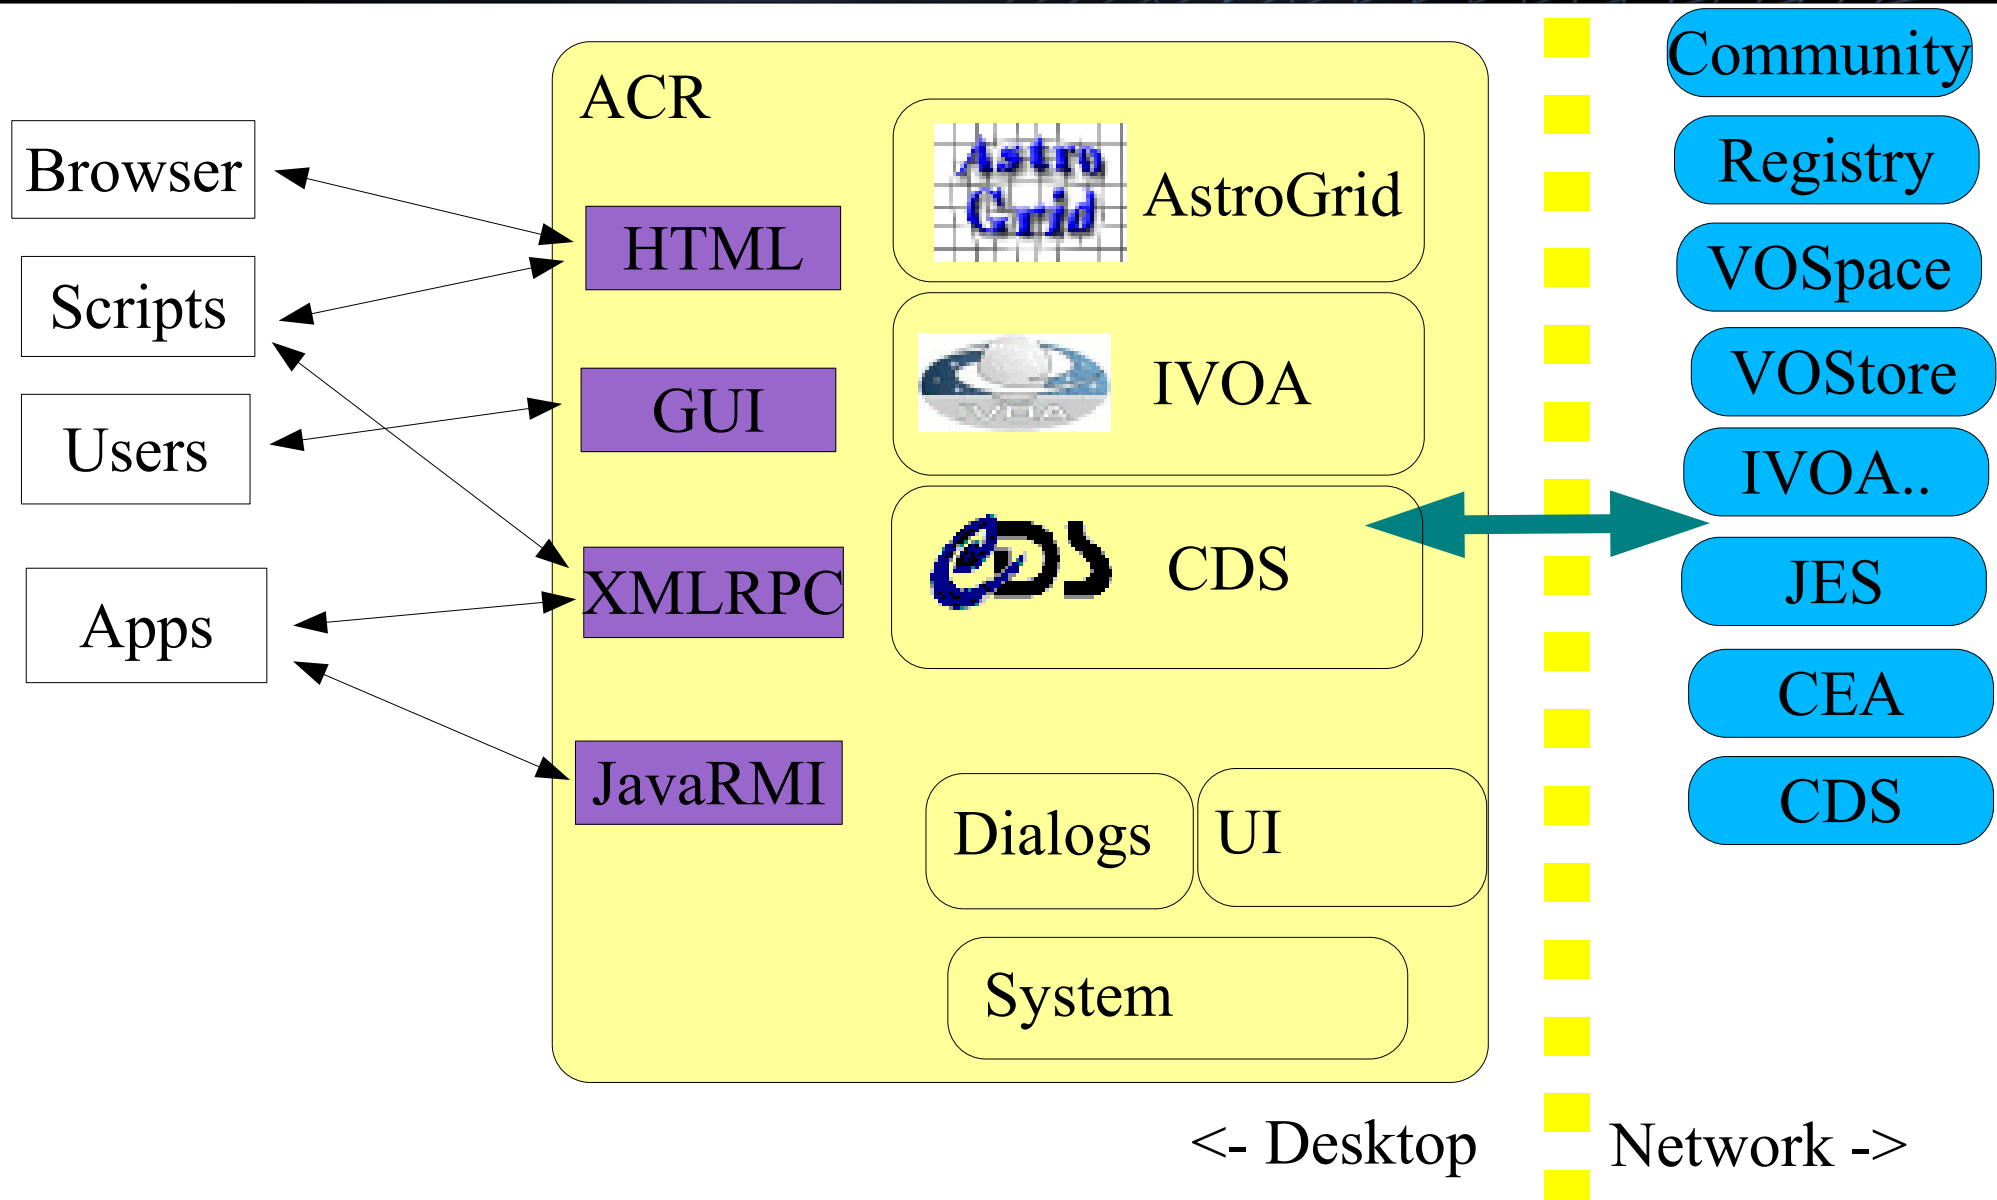 Browser
Scripts
Users
Apps
ACR
HTML
GUI
XMLRPC
JavaRMI
Astro
Grid
AstroGrid
IVOA
IVOA
CDS
CDS
Dialogs
UI
System
Community
Registry
VOSpace
VOStore
IVOA..
JES
CEA
CDS
<- Desktop
Network ->